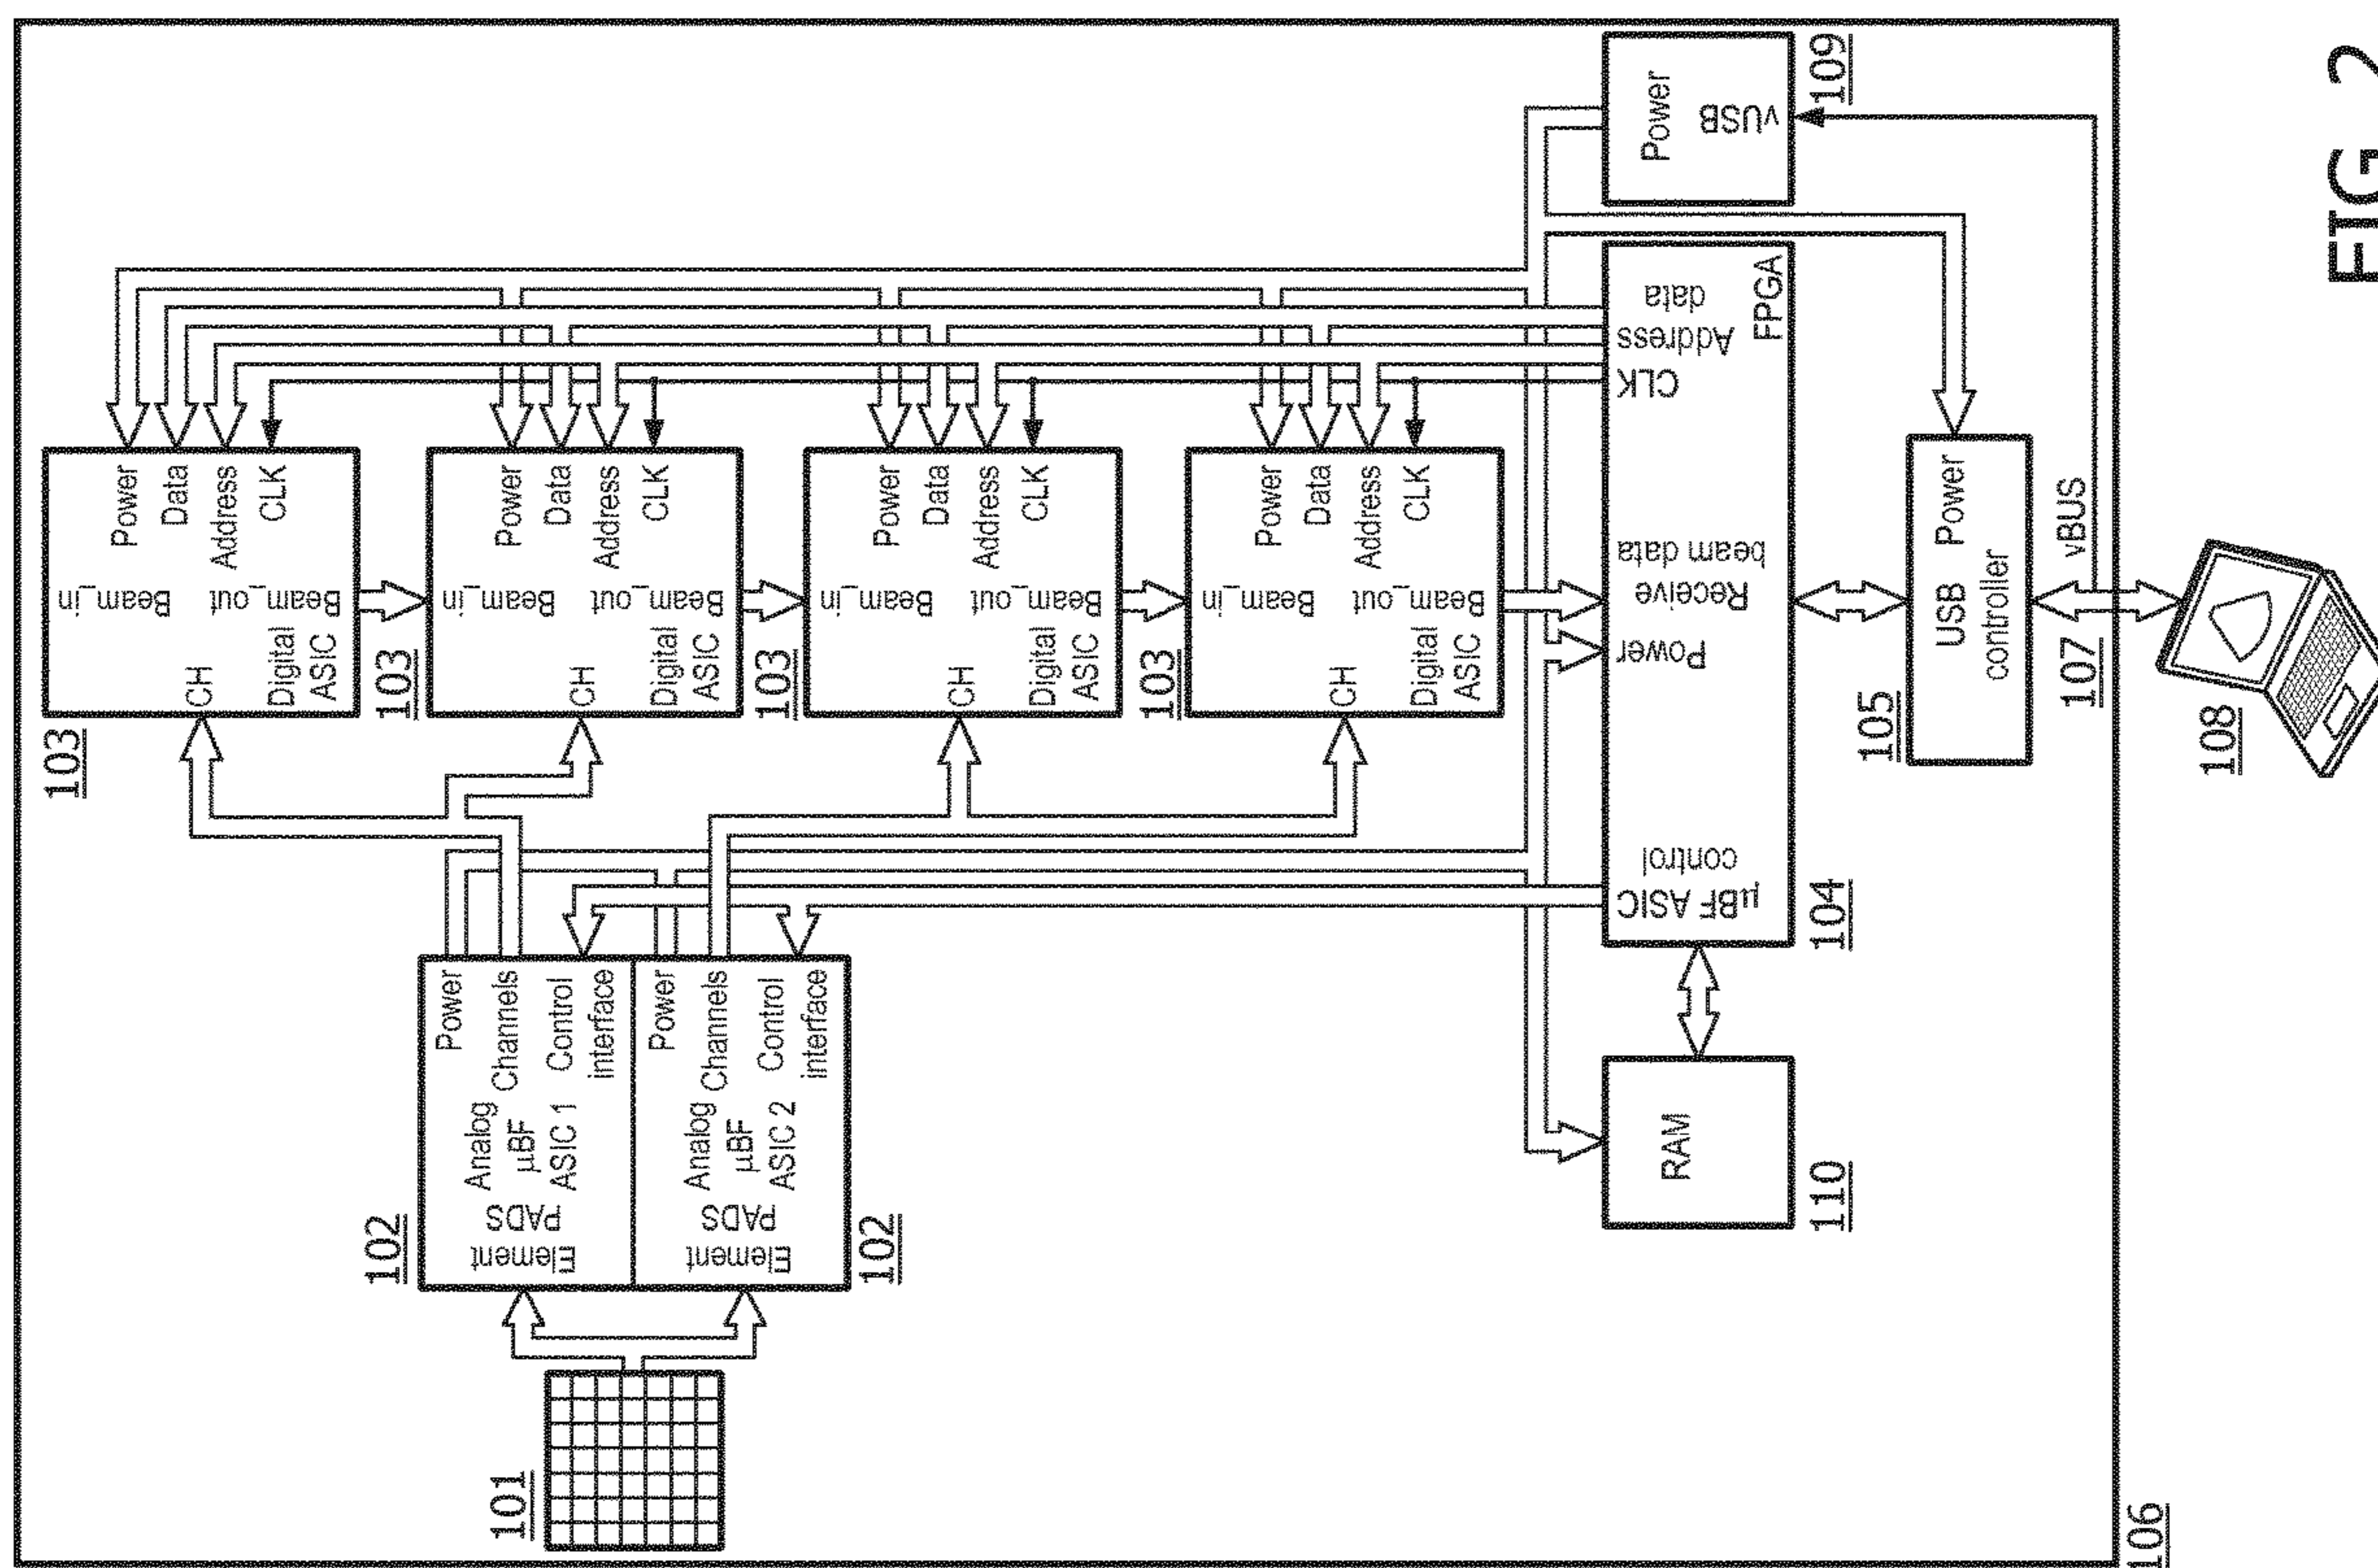 FIG. 2
103
Beam_in
CH
Power
Data
Address
CLK
Beam_out
Digital
ASIC
103
Beam_in
CH
Power
Data
Address
CLK
Beam_out
Digital
ASIC
103
Beam_in
CH
Power
Data
Address
CLK
Beam_out
Digital
ASIC
103
Beam_in
CH
Power
Data
Address
CLK
Beam_out
Digital
ASIC
101
102
Element
PADS
Analog
µBF
ASIC 1
Power
Channels
Control
interface
Element
PADS
Analog
µBF
ASIC 2
Power
Channels
Control
interface
102
RAM
110
µBF ASIC
control
Power
Receive
beam data
CLK
Address
data
FPGA
104
Power
vUSB
109
105
USB
controller
Power
107
vBUS
108
106